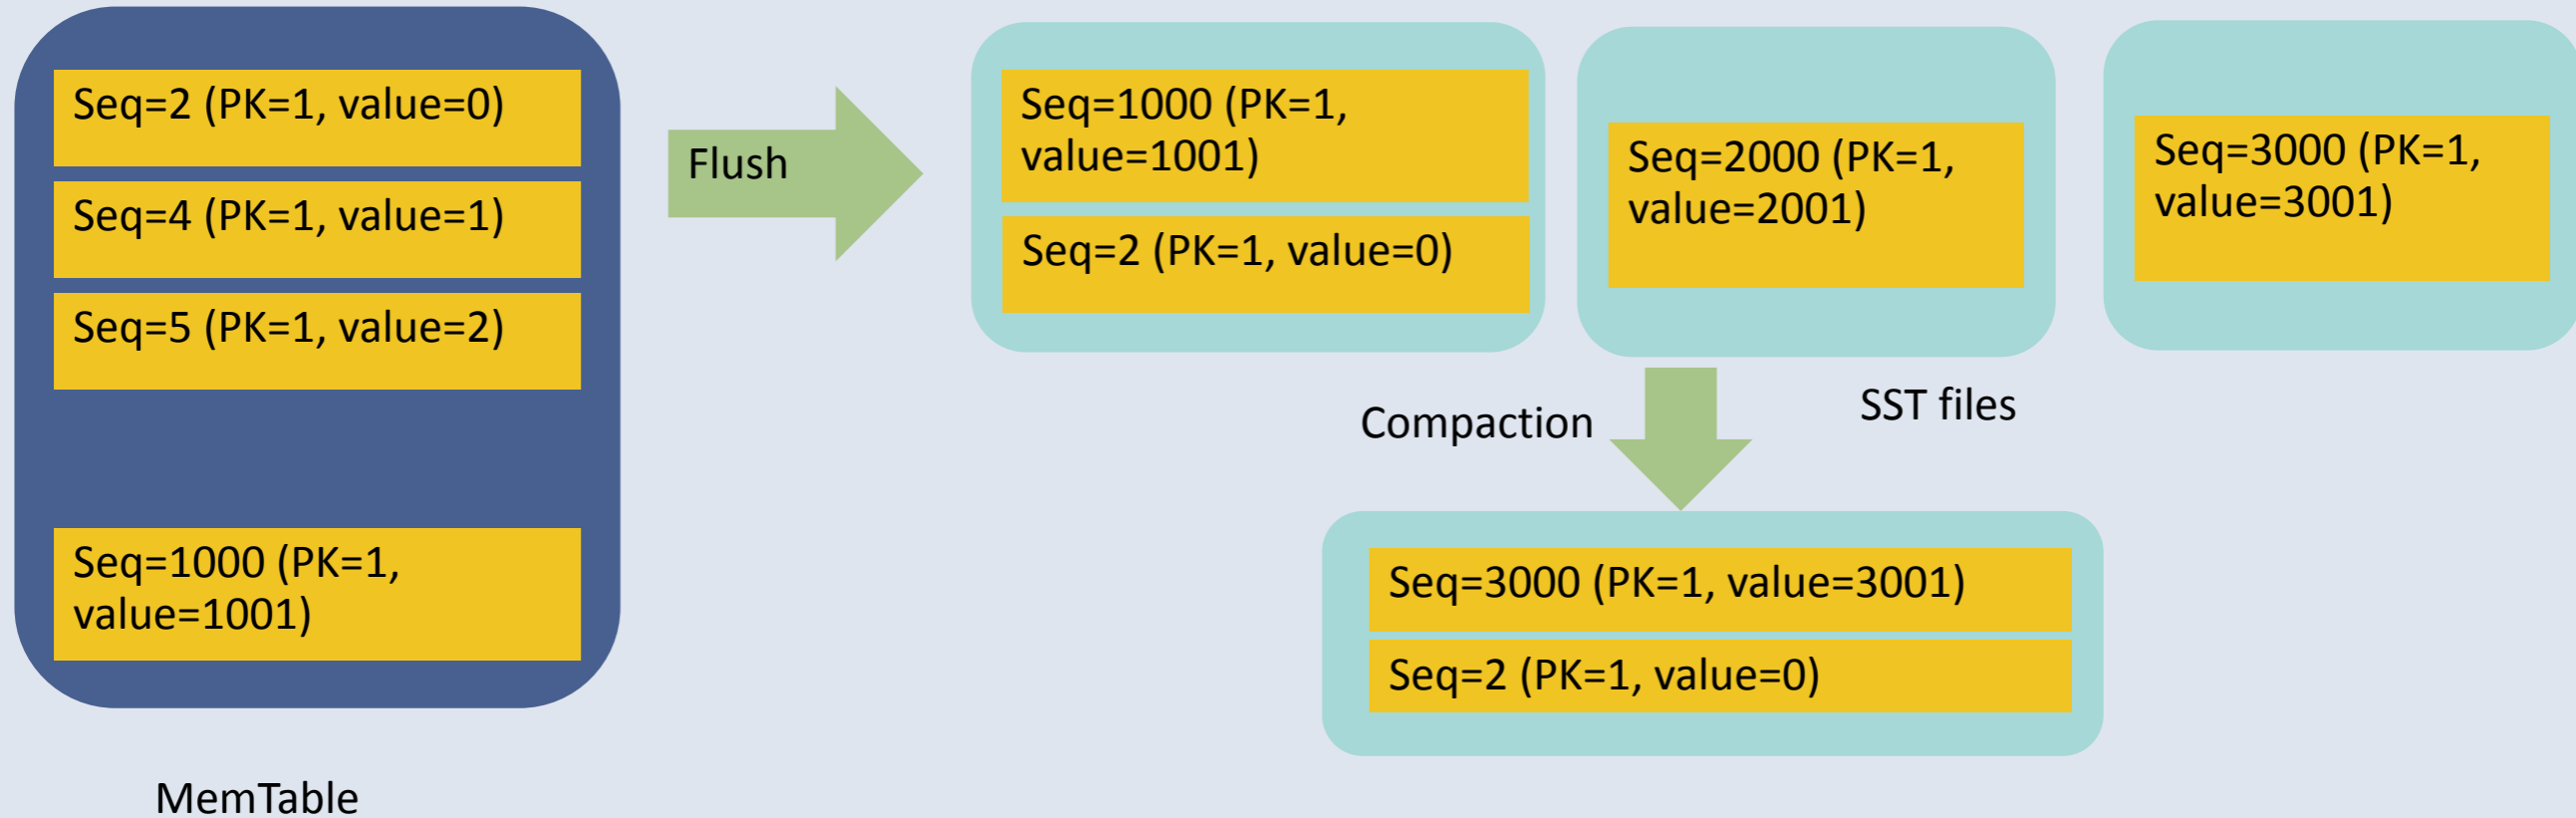 Seq=2 (PK=1, value=0)
Seq=4 (PK=1, value=1)
Seq=5 (PK=1, value=2)
Seq=1000 (PK=1,
value=1001)
MemTable
Flush
Seq=1000 (PK=1,
value=1001)
Seq=2 (PK=1, value=0)
Seq=2000 (PK=1,
value=2001)
Seq=3000 (PK=1,
value=3001)
Compaction
SST files
Seq=3000 (PK=1, value=3001)
Seq=2 (PK=1, value=0)